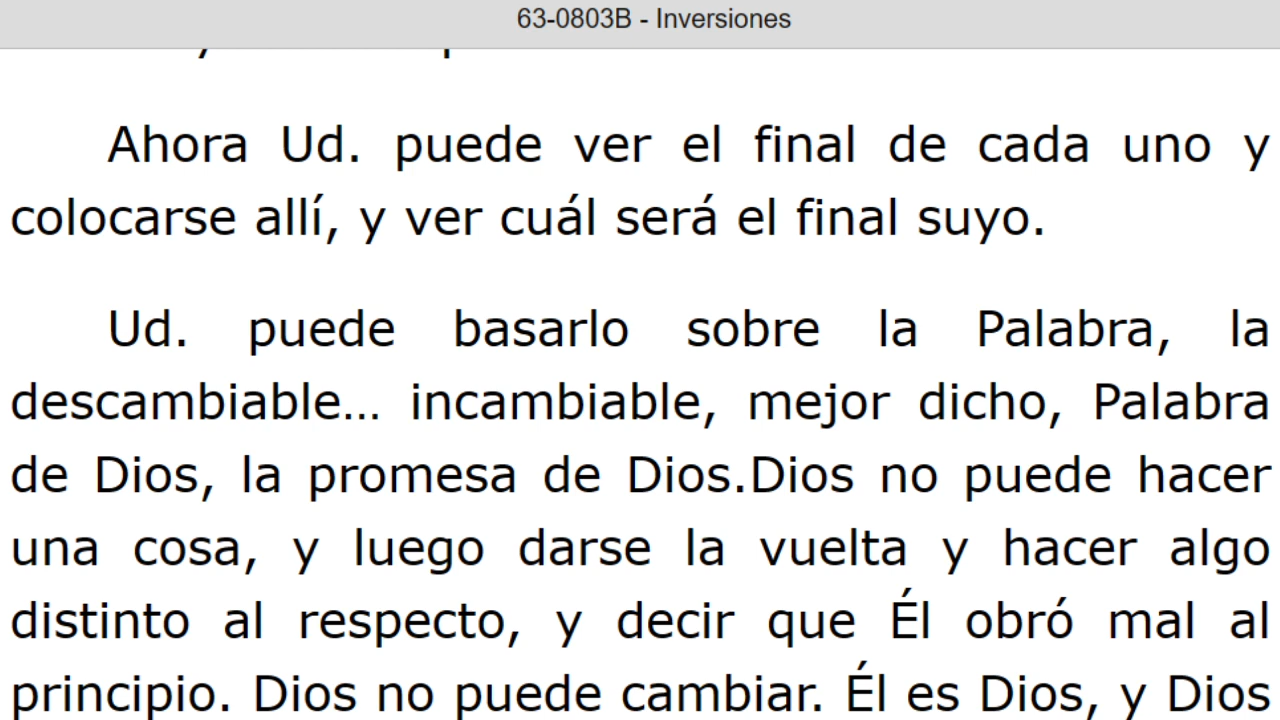 63-0803B - Inversiones
Ahora Ud. puede ver el final de cada uno y
colocarse allí, y ver cuál será el final suyo.
Ud. puede basarlo sobre la Palabra, la
descambiable... incambiable, mejor dicho, Palabra
de Dios, la promesa de Dios.Dios no puede hacer
una cosa, y luego darse la vuelta y hacer algo
distinto al respecto, y decir que Él obró mal al
principio. Dios no puede cambiar. Él es Dios, y Dios